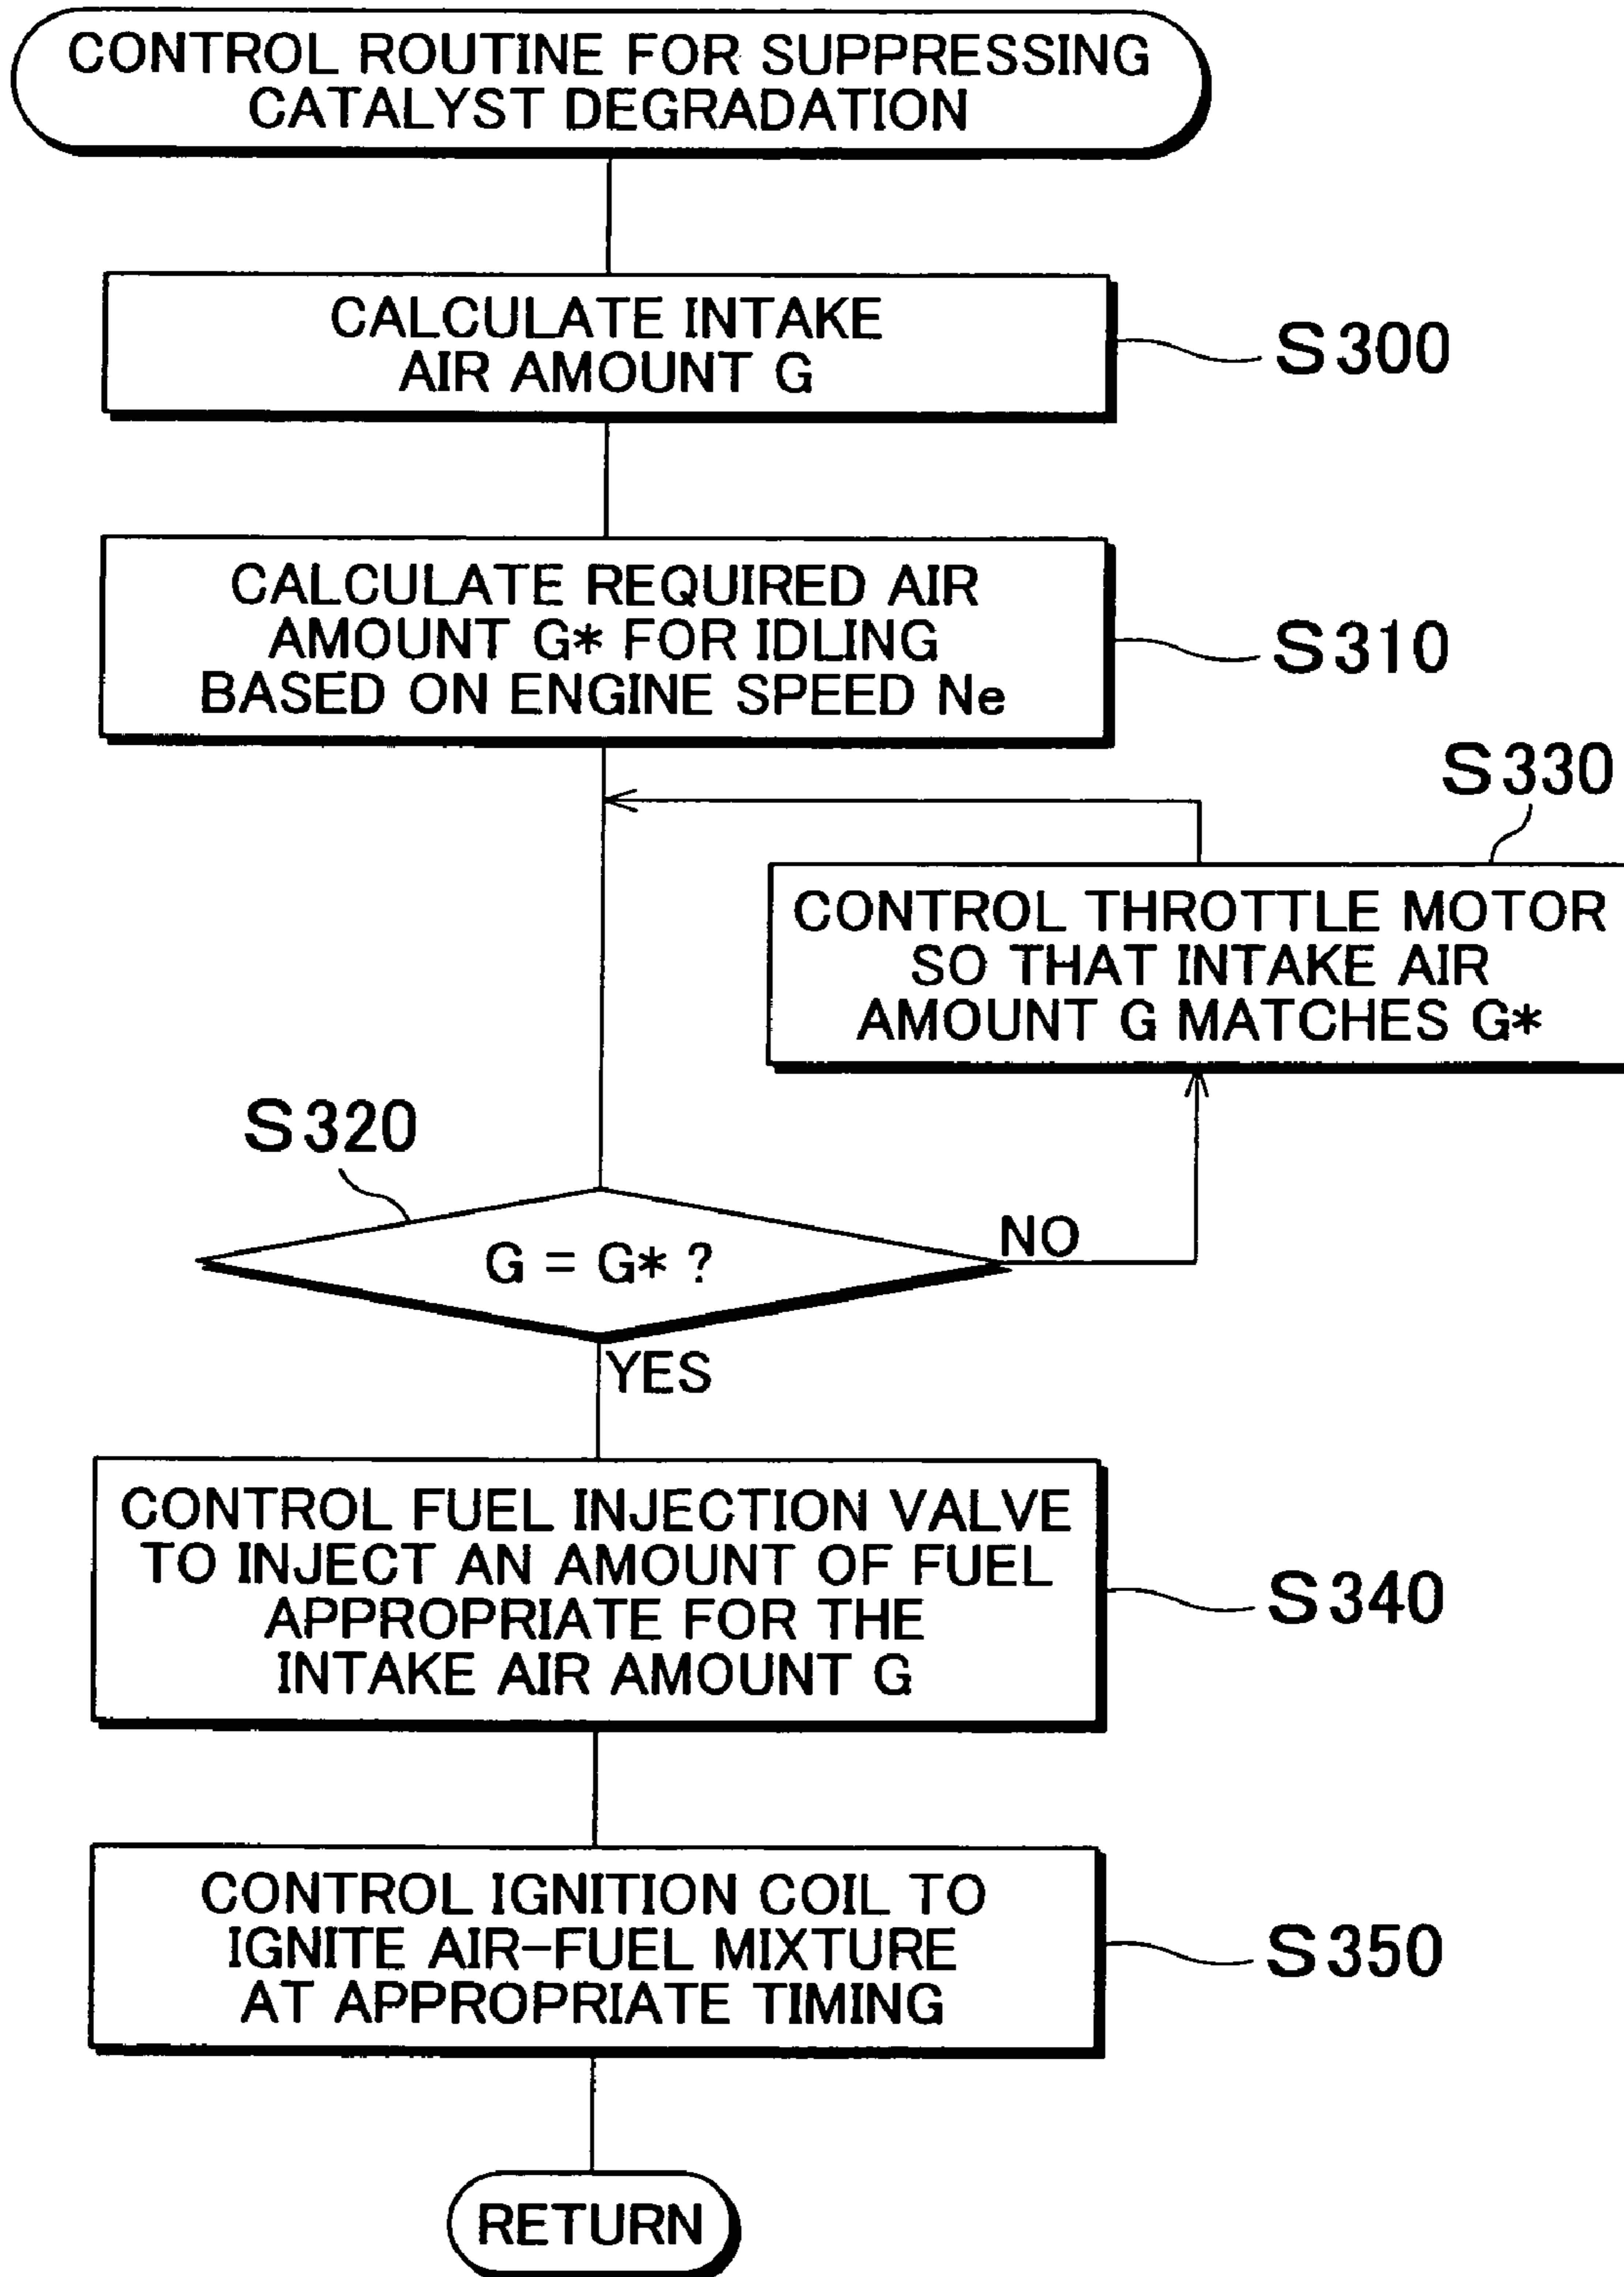 CONTROL ROUTINE FOR SUPPRESSING
CATALYST DEGRADATION
CALCULATE INTAKE
AIR AMOUNT G
S300
CALCULATE REQUIRED AIR
AMOUNT G* FOR IDLING
BASED ON ENGINE SPEED Ne
S310
S330
CONTROL THROTTLE MOTOR
SO THAT INTAKE AIR
AMOUNT G MATCHES G*
S320
G = G* ?
NO
YES
CONTROL FUEL INJECTION VALVE
TO INJECT AN AMOUNT OF FUEL
APPROPRIATE FOR THE
INTAKE AIR AMOUNT G
S340
CONTROL IGNITION COIL TO
IGNITE AIR-FUEL MIXTURE
AT APPROPRIATE TIMING
S350
RETURN